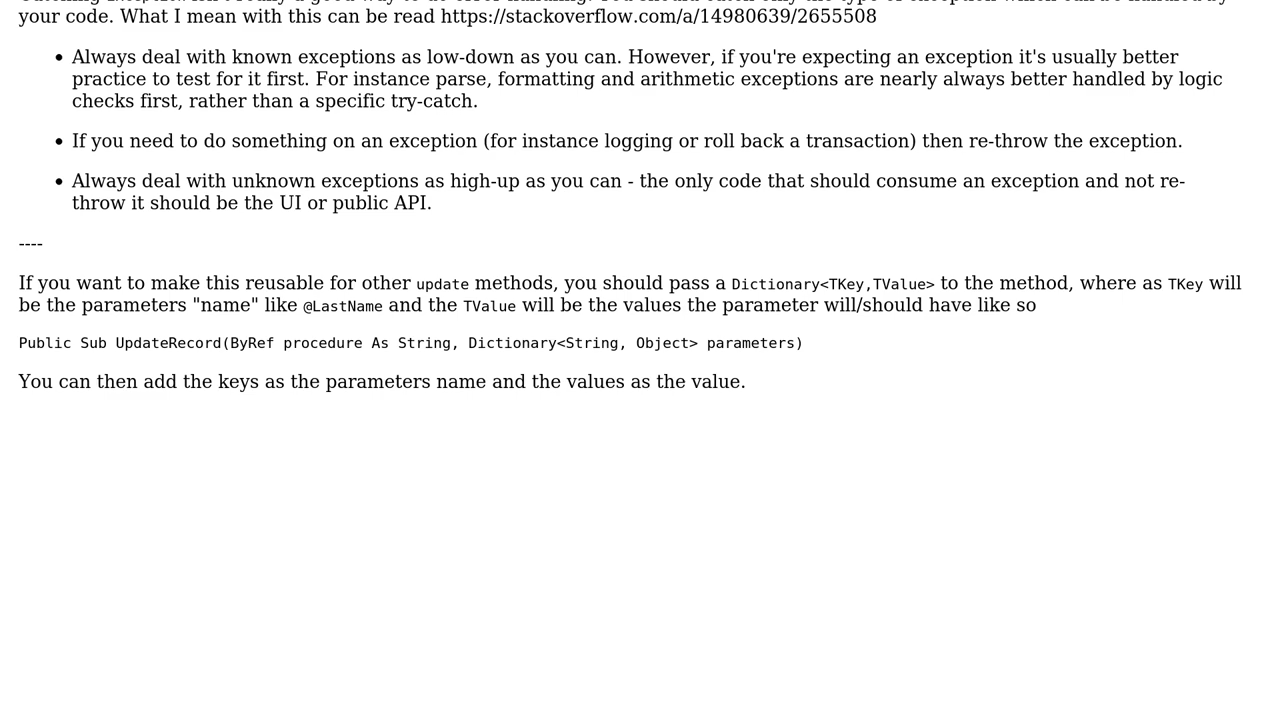 your code. What I mean with this can be read https://stackoverflow.com/a/14980639/2655508
• Always deal with known exceptions as low-down as you can. However, if you're expecting an exception it's usually better
practice to test for it first. For instance parse, formatting and arithmetic exceptions are nearly always better handled by logic
checks first, rather than a specific try-catch.
• If you need to do something on an exception (for instance logging or roll back a transaction) then re-throw the exception.
• Always deal with unknown exceptions as high-up as you can - the only code that should consume an exception and not re-
throw it should be the UI or public API.
----
If you want to make this reusable for other update methods, you should pass a Dictionary<TKey,TValue> to the method, where as TKey will
be the parameters "name" like @LastName and the TValue will be the values the parameter will/should have like so
Public Sub UpdateRecord(ByRef procedure As String, Dictionary<String, Object> parameters)
You can then add the keys as the parameters name and the values as the value.